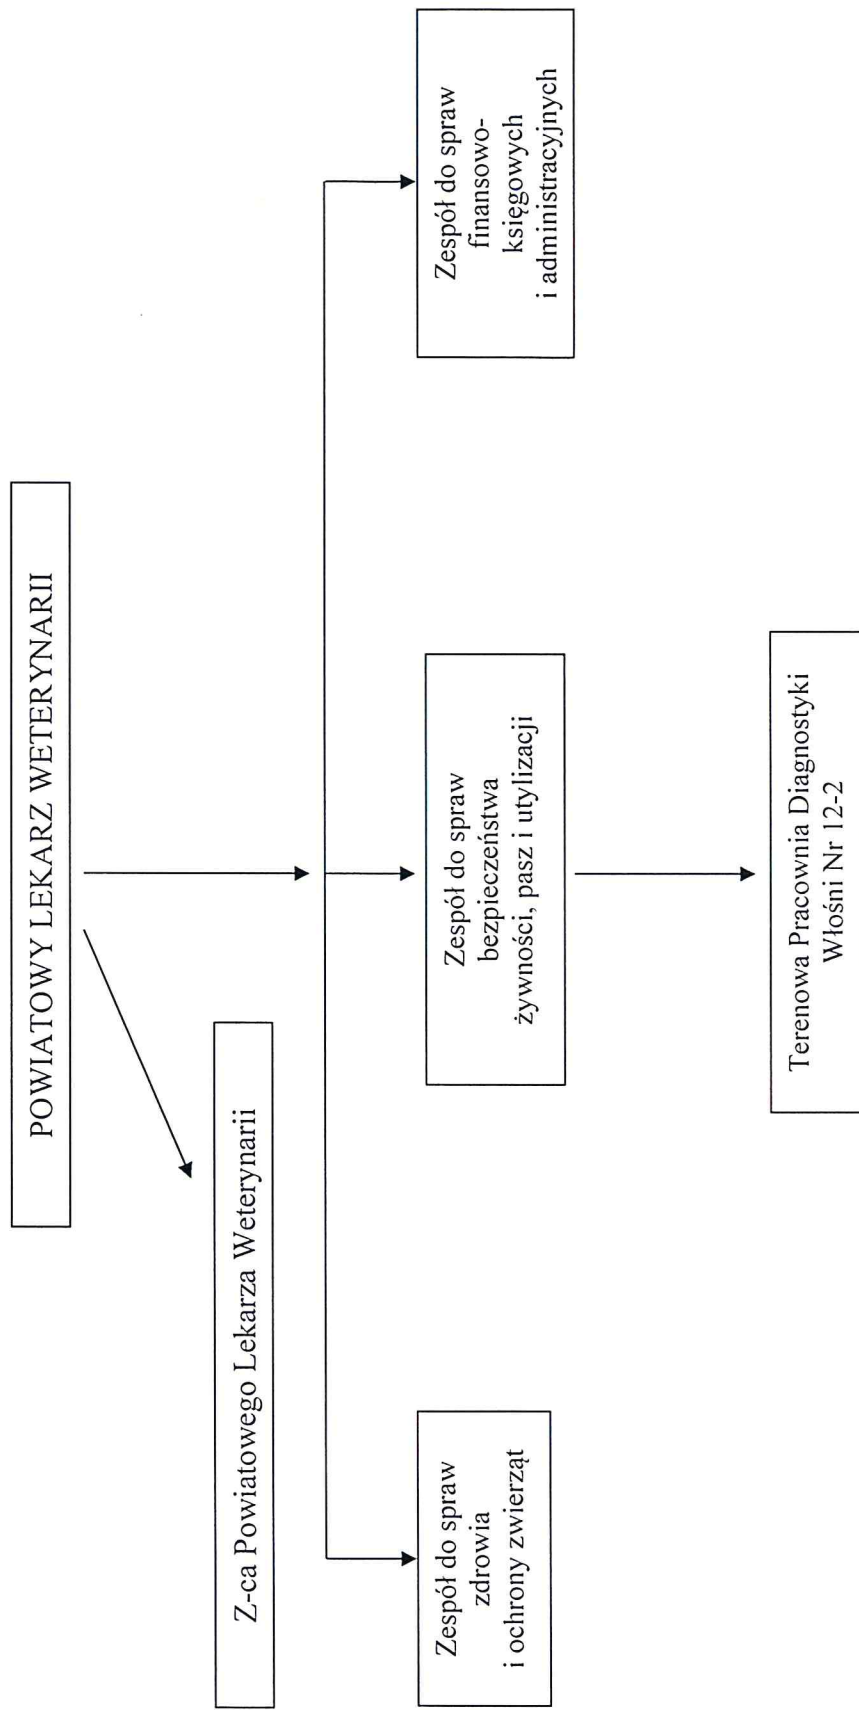 POWIATOWY LEKARZ WETERYNARII
Z-ca Powiatowego Lekarza Weterynarii
Zespół do spraw
zdrowia
i ochrony zwierząt
Zespół do spraw
bezpieczeństwa
żywności, pasz i utylizacji
Zespół do spraw
finansowo-
księgowych
i administracyjnych
Terenowa Pracownia Diagnostyki
Włośni Nr 12-2